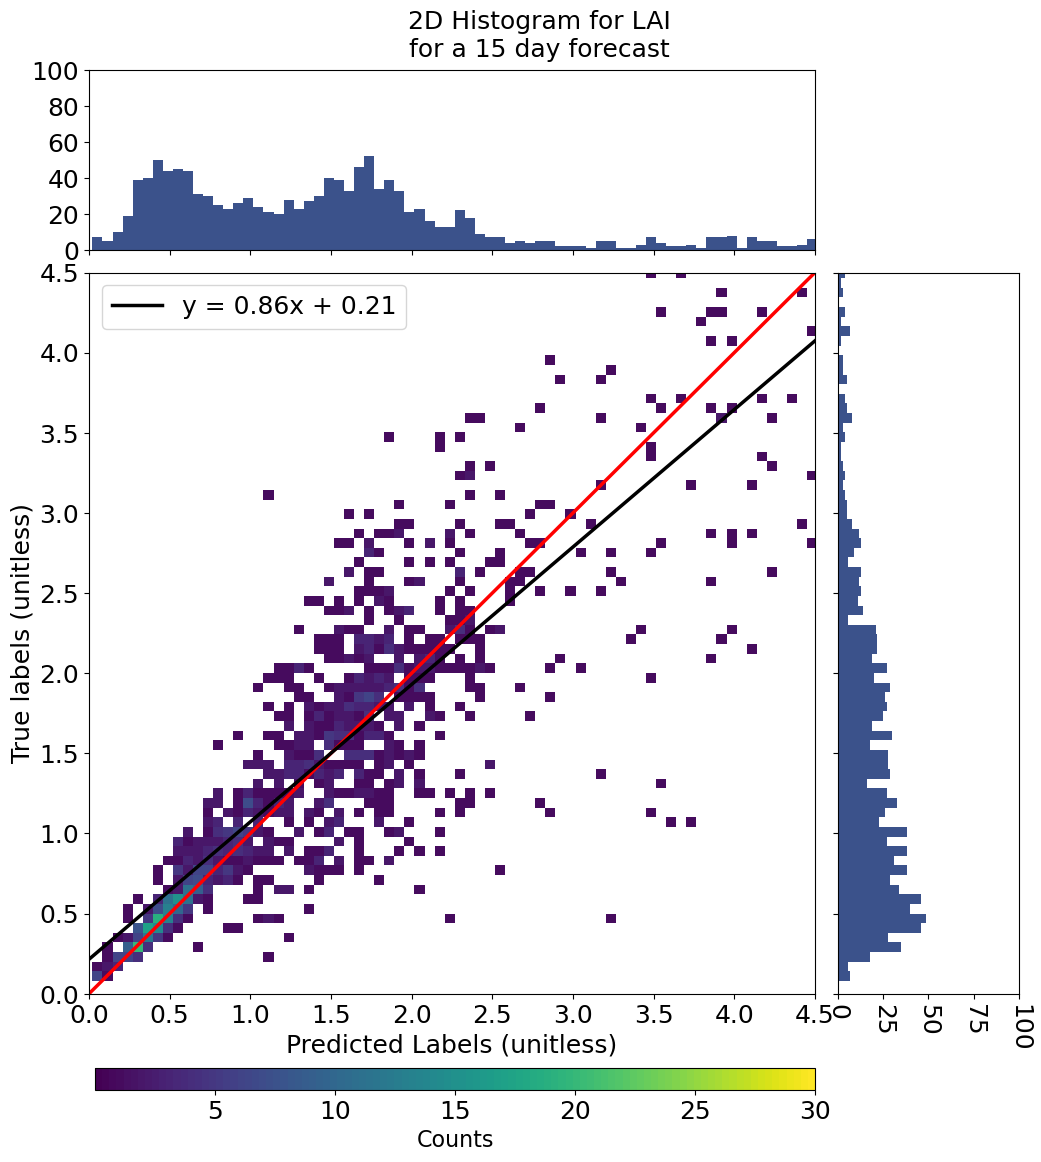 2D Histogram for LAI
for a 15 day forecast
100
80
60
40
20
0
4.5
4.0
3.5
3.0
2.5
2.0
1.5
1.0
0.5
0.0
True labels (unitless)
y = 0.86x + 0.21
0.0 0.5 1.0 1.5 2.0 2.5 3.0 3.5 4.0 4.5
Predicted Labels (unitless)
0 25 50 75 100
5 10 15 20 25 30
Counts